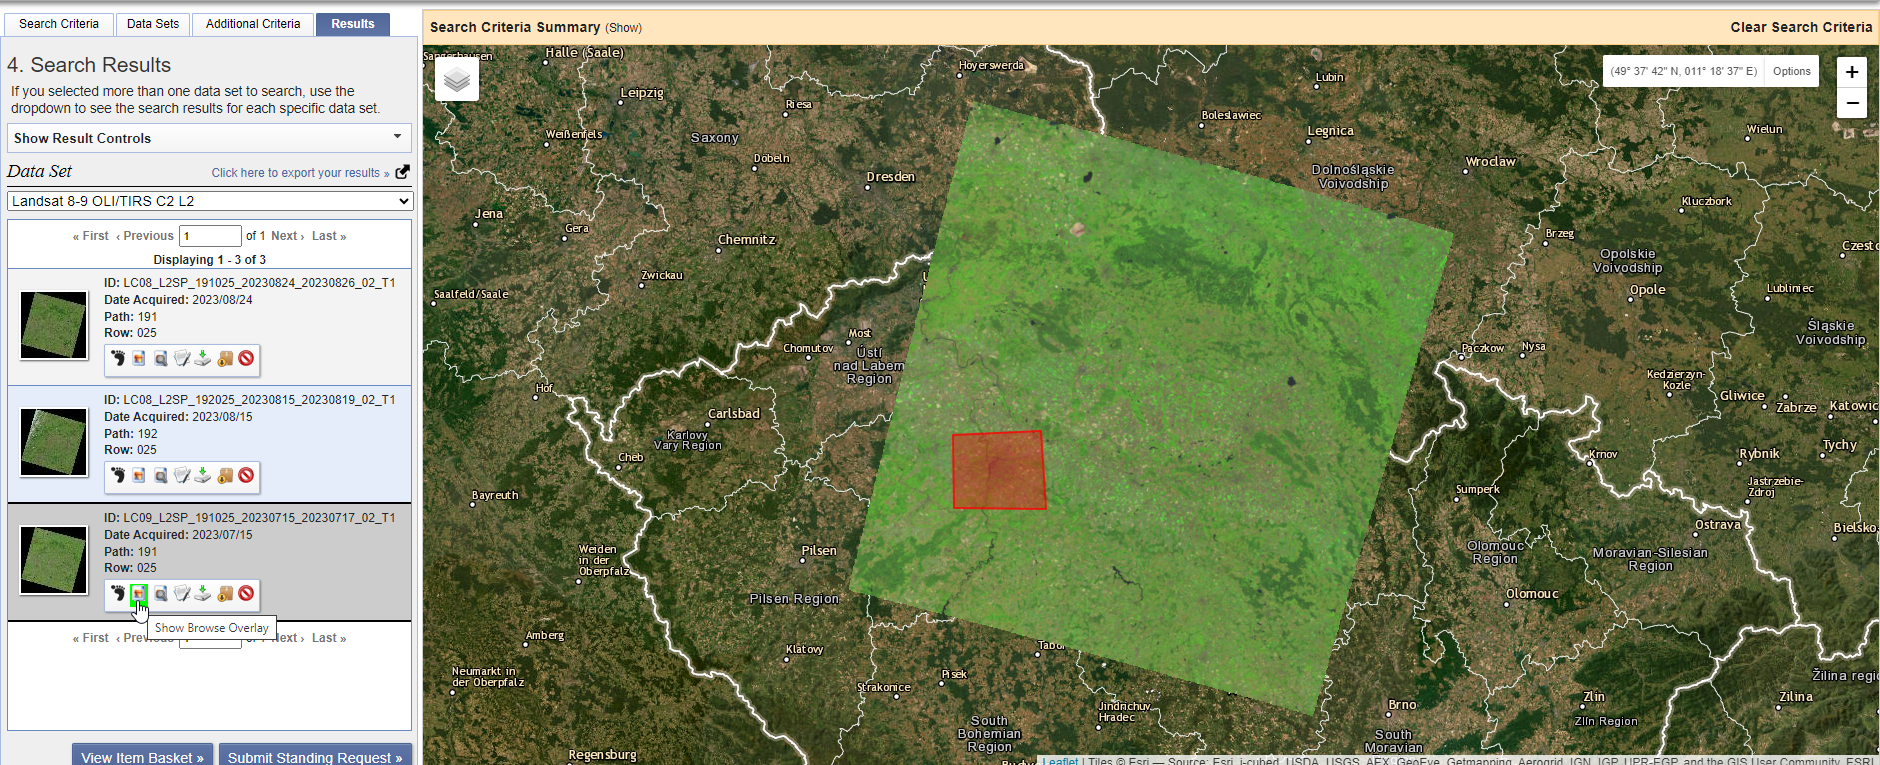 Search Criteria
Data Sets
Additional Criteria
Results
4. Search Results
If you selected more than one data set to search, use the
dropdown to see the search results for each specific data set.
Show Result Controls
Data Set
Click here to export your results »
Landsat 8-9 OLI/TIRS C2 L2
« First ‹ Previous 1 of 1 Next › Last »
Displaying 1 - 3 of 3
ID: LC08_L2SP_191025_20230824_20230826_02_T1
Date Acquired: 2023/08/24
Path: 191
Row: 025
ID: LC08_L2SP_192025_20230815_20230819_02_T1
Date Acquired: 2023/08/15
Path: 192
Row: 025
ID: LC09_L2SP_191025_20230715_20230717_02_T1
Date Acquired: 2023/07/15
Path: 191
Row: 025
Show Browse Overlay
« First ‹ Previous Next › Last »
View Item Basket »
Submit Standing Request »
Search Criteria Summary (Show)
Clear Search Criteria
(49° 37' 42" N, 011° 18' 37" E)
Options
+
−
Sangerhausen
Halle (Saale)
Hoyerswerda
Lubin
Leipzig
Riesa
Bolesławiec
Legnica
Wielun
Weißenfels
Saxony
Döbeln
Dresden
Dolnośląskie
Voivodship
Wroclaw
Kluczbork
Jena
Gera
Chemnitz
Brzeg
Opolskie
Voivodship
Zwickau
Saalfeld/Saale
Opole
Lubliniec
Śląskie
Voivodship
Most
Chomutov
Ústí
nad Labem
Region
Paczkow
Nysa
Kedzierzyn-
Kozle
Hof
Carlsbad
Gliwice
Zabrze
Katowic
Karlovy
Vary Region
Cheb
Krnov
Rybnik
Tychy
Bayreuth
Sumperk
Jastrzebie-
Zdroj
Ostrava
Bielsko
Pilsen
Weiden
in der
Oberpfalz
Olomouc
Region
Moravian-Silesian
Region
Pilsen Region
Olomouc
Amberg
Klatovy
Tabor
Neumarkt in
der Oberpfalz
Strakonice
Pisek
Jindrichuv
Hradec
Brno
Zlin
Zlín Region
Zilina
Žilina regi
South
Bohemian
Region
South
Moravian
Regensburg
Leaflet | Tiles © Esri — Source: Esri, i-cubed, USDA, USGS, AEX, GeoEye, Getmapping, Aerogrid, IGN, IGP, UPR-EGP, and the GIS User Community, ESRI